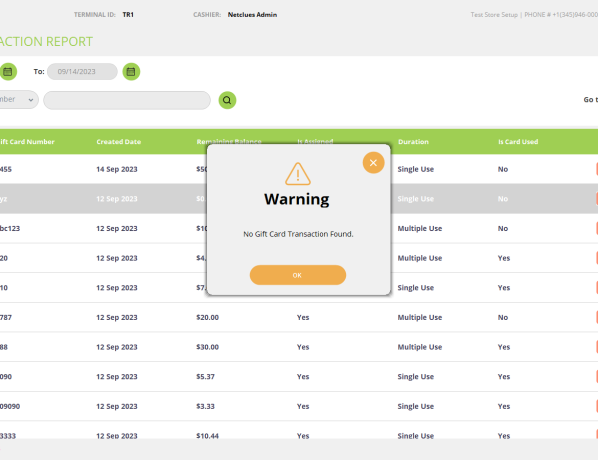 TERMINAL ID: TR1 CASHIER: Netclues Admin Test Store Setup | PHONE # +1(345)946-000
ACTION REPORT
To: 09/14/2023
mber
Go t
ift Card Number Created Date Remaining Balance Is Assigned Duration Is Card Used
455 14 Sep 2023 $50 Single Use No
yz 12 Sep 2023 $0. Single Use No
bc123 12 Sep 2023 $10 Multiple Use No
20 12 Sep 2023 $4. Multiple Use Yes
10 12 Sep 2023 $7. Single Use Yes
787 12 Sep 2023 $20.00 Yes Multiple Use No
88 12 Sep 2023 $30.00 Yes Multiple Use Yes
090 12 Sep 2023 $5.37 Yes Single Use Yes
09090 12 Sep 2023 $3.33 Yes Single Use Yes
3333 12 Sep 2023 $10.44 Yes Single Use Yes
Warning
No Gift Card Transaction Found.
OK